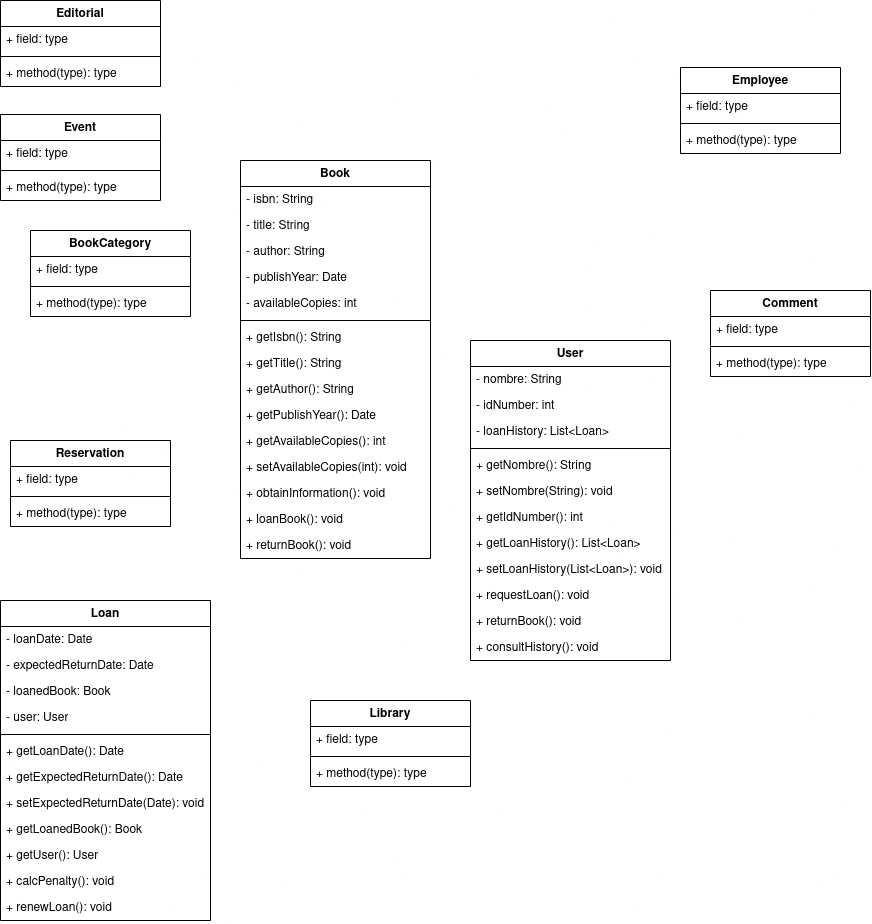 Editorial
+ field: type
+ method(type): type
Event
+ field: type
+ method(type): type
BookCategory
+ field: type
+ method(type): type
Reservation
+ field: type
+ method(type): type
Loan
- loanDate: Date
- expectedReturnDate: Date
- loanedBook: Book
- user: User
+ getLoanDate(): Date
+ getExpectedReturnDate(): Date
+ setExpectedReturnDate(Date): void
+ getLoanedBook(): Book
+ getUser(): User
+ calcPenalty(): void
+ renewLoan(): void
Book
- isbn: String
- title: String
- author: String
- publishYear: Date
- availableCopies: int
+ getIsbn(): String
+ getTitle(): String
+ getAuthor(): String
+ getPublishYear(): Date
+ getAvailableCopies(): int
+ setAvailableCopies(int): void
+ obtainInformation(): void
+ loanBook(): void
+ returnBook(): void
Library
+ field: type
+ method(type): type
User
- nombre: String
- idNumber: int
- loanHistory: List<Loan>
+ getNombre(): String
+ setNombre(String): void
+ getIdNumber(): int
+ getLoanHistory(): List<Loan>
+ setLoanHistory(List<Loan>): void
+ requestLoan(): void
+ returnBook(): void
+ consultHistory(): void
Employee
+ field: type
+ method(type): type
Comment
+ field: type
+ method(type): type